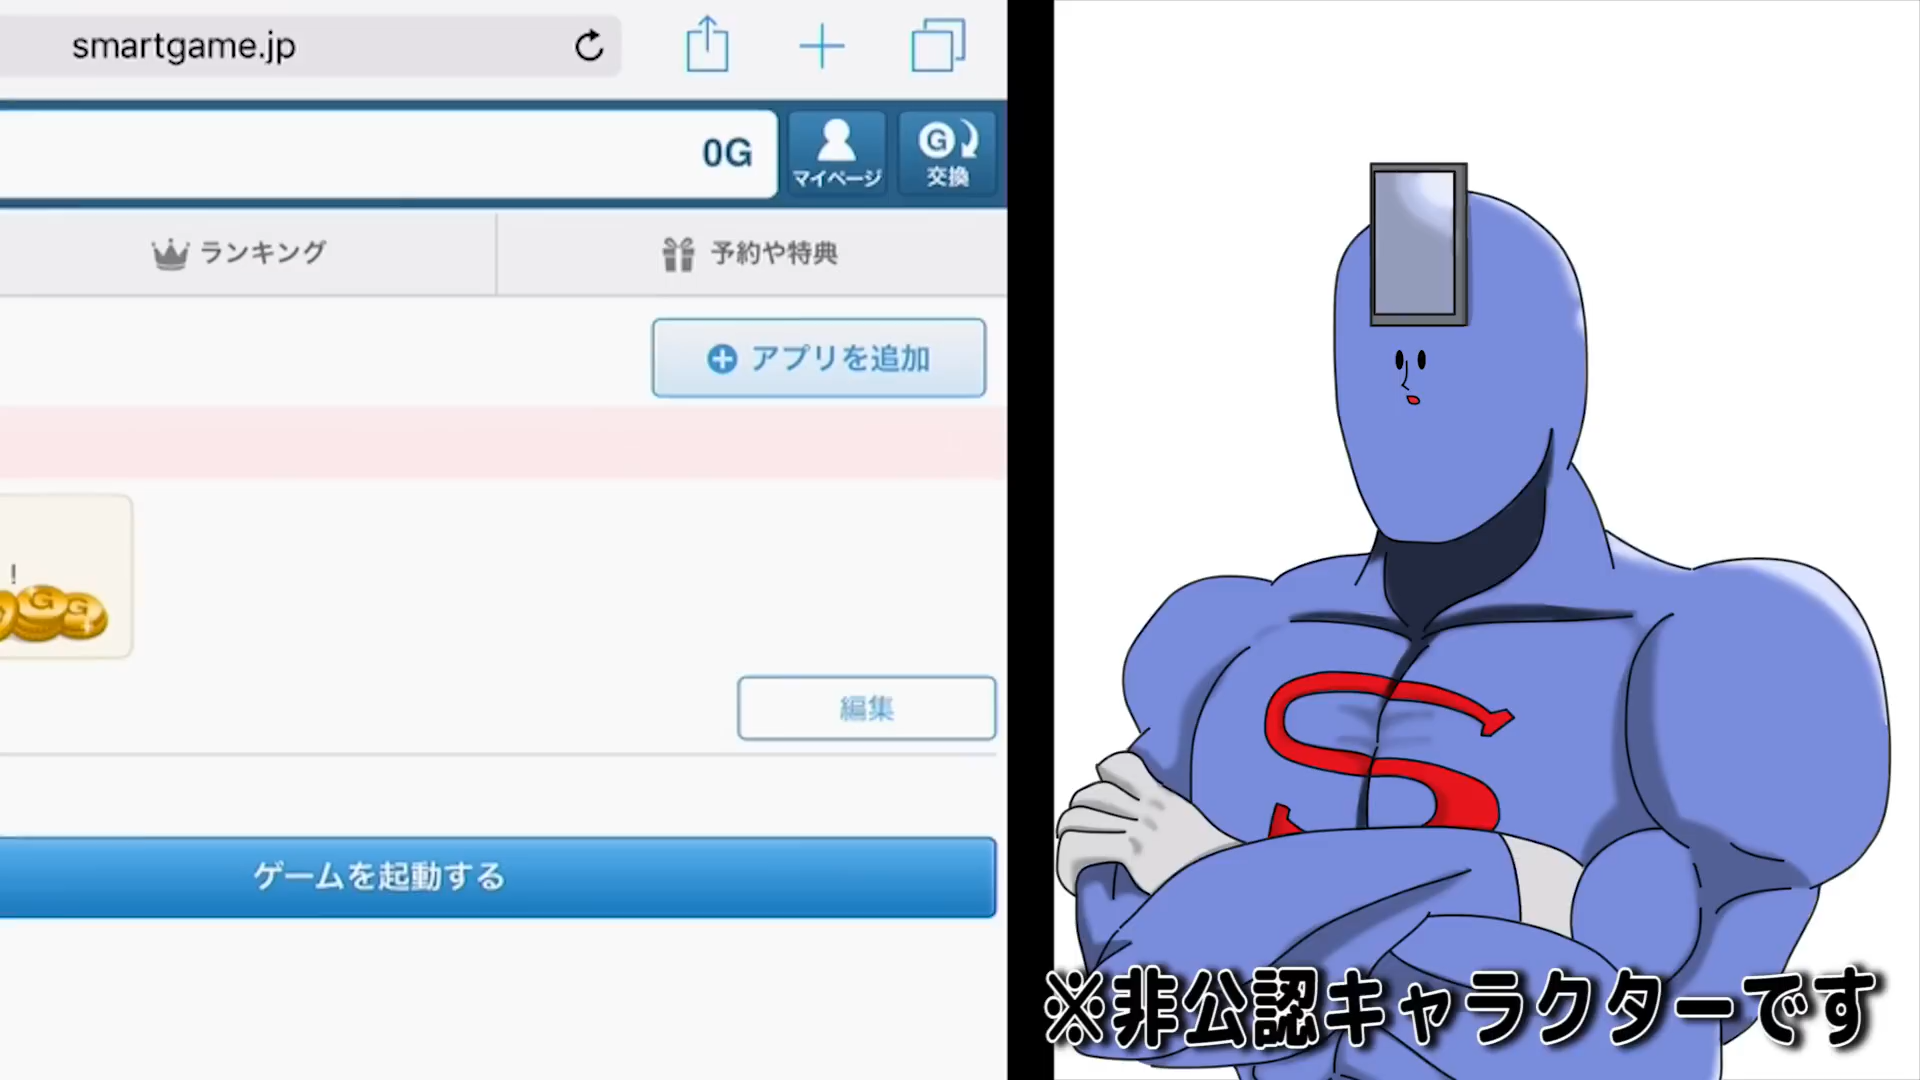 smartgame.jp
0G
マイページ
G
交換
ランキング
予約や特典
アプリを追加
!
G G
編集
ゲームを起動する
S
※非公認キャラクターです